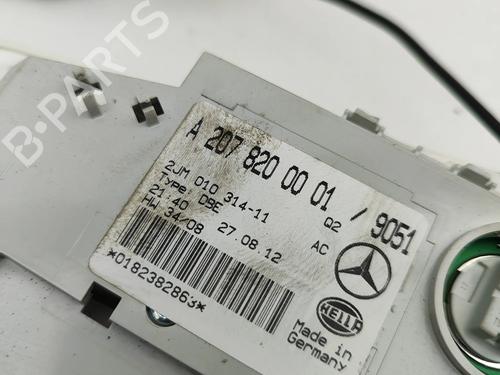 B-PARTS
A 207 820 00 01 / 9051
2JM 010 314-11 Q2
Type D9E
21:40
HW 34/08 27.08.12 AC
*0182382863*
HELLA
Made in
Germany